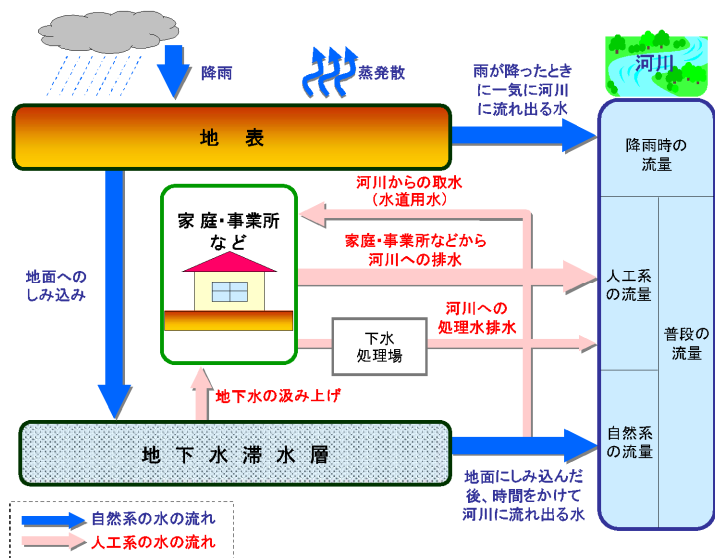 降雨
蒸発散
雨が降ったとき
に一気に河川
に流れ出る水
河川
地 表
降雨時の
流量
河川からの取水
(水道用水)
家庭・事業所
など
家庭・事業所などから
河川への排水
人工系
の流量
地面への
しみ込み
河川への
処理水排水
下水
処理場
普段の
流量
地下水の汲み上げ
地 下 水 滞 水 層
自然系
の流量
地面にしみ込んだ
後、時間をかけて
河川に流れ出る水
自然系の水の流れ
人工系の水の流れ